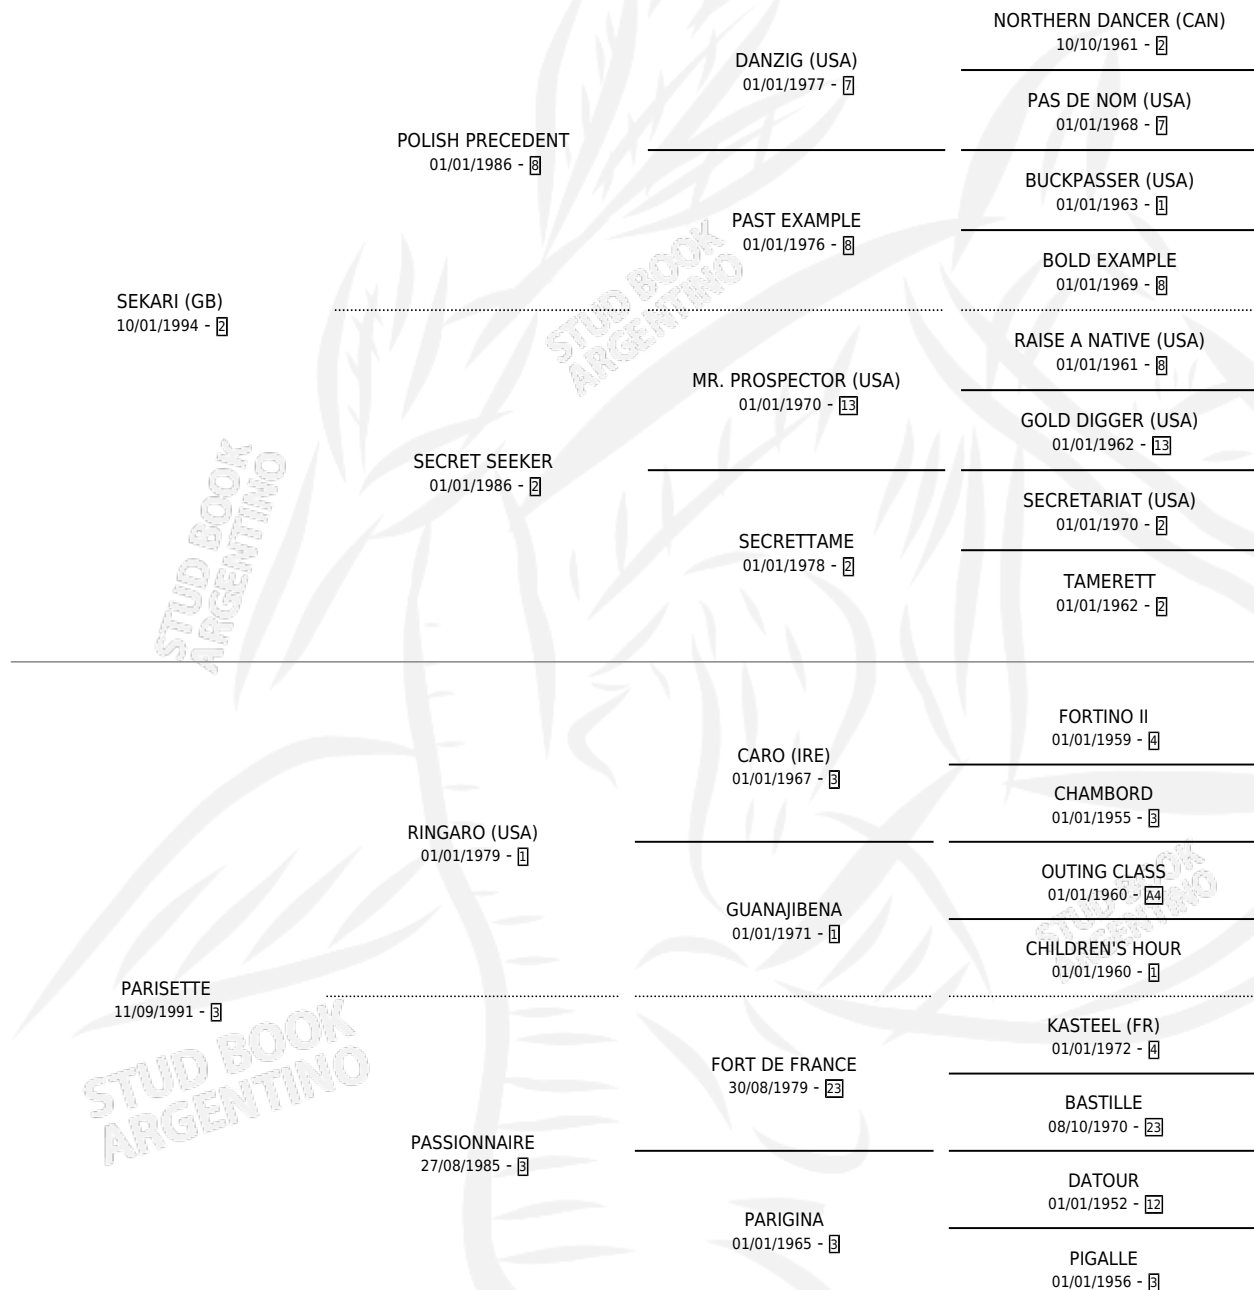 NORTHERN DANCER (CAN)
10/10/1961 - 2
DANZIG (USA)
01/01/1977 - 7
PAS DE NOM (USA)
01/01/1968 - 7
POLISH PRECEDENT
01/01/1986 - 8
BUCKPASSER (USA)
01/01/1963 - 1
PAST EXAMPLE
01/01/1976 - 8
BOLD EXAMPLE
01/01/1969 - 8
SEKARI (GB)
10/01/1994 - 2
RAISE A NATIVE (USA)
01/01/1961 - 8
MR. PROSPECTOR (USA)
01/01/1970 - 13
GOLD DIGGER (USA)
01/01/1962 - 13
SECRET SEEKER
01/01/1986 - 2
SECRETARIAT (USA)
01/01/1970 - 2
SECRETTAME
01/01/1978 - 2
TAMERETT
01/01/1962 - 2
FORTINO II
01/01/1959 - 4
CARO (IRE)
01/01/1967 - 3
CHAMBORD
01/01/1955 - 3
RINGARO (USA)
01/01/1979 - 1
OUTING CLASS
01/01/1960 - A4
GUANAJIBENA
01/01/1971 - 1
CHILDREN'S HOUR
01/01/1960 - 1
PARISETTE
11/09/1991 - 3
KASTEEL (FR)
01/01/1972 - 4
FORT DE FRANCE
30/08/1979 - 23
BASTILLE
08/10/1970 - 23
PASSIONNAIRE
27/08/1985 - 3
DATOUR
01/01/1952 - 12
PARIGINA
01/01/1965 - 3
PIGALLE
01/01/1956 - 3
STUD BOOK
ARGENTINO
STUD BOOK
ARGENTINO
STUD BOOK
ARGENTINO
STUD BOOK
ARGENTINO